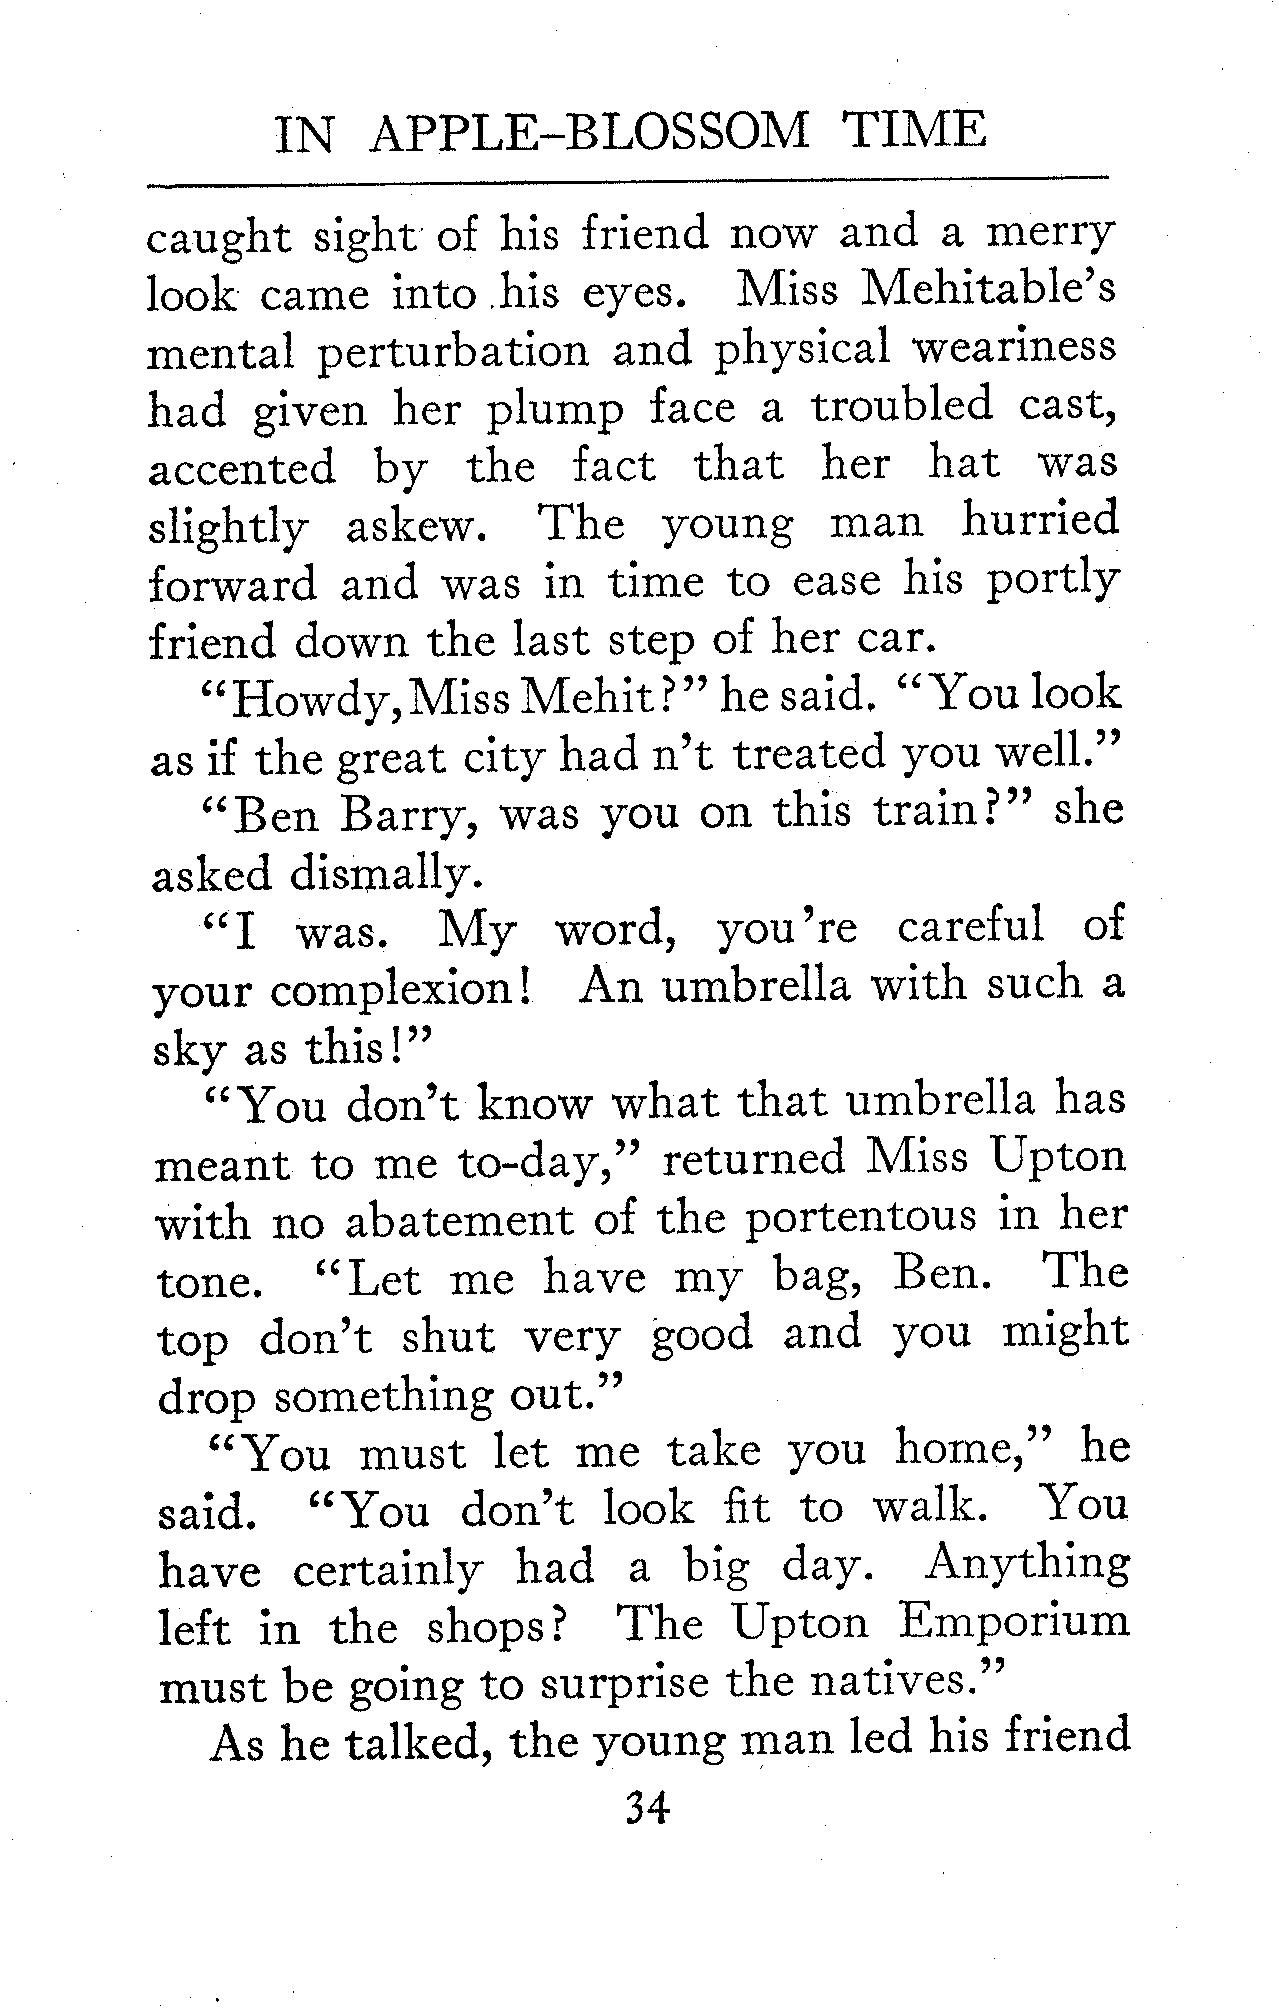 IN APPLE-BLOSSOM TIME
caught sight of his friend now and a merry
look came into his eyes. Miss Mehitable's
mental perturbation and physical weariness
had given her plump face a troubled cast,
accented by the fact that her hat was
slightly askew. The young man hurried
forward and was in time to ease his portly
friend down the last step of her car.
"Howdy, Miss Mehit?" he said. "You look
as if the great city had n't treated you well."
"Ben Barry, was you on this train?" she
asked dismally.
"I was. My word, you're careful of
your complexion! An umbrella with such a
sky as this!"
"You don't know what that umbrella has
meant to me to-day," returned Miss Upton
with no abatement of the portentous in her
tone. "Let me have my bag, Ben. The
top don't shut very good and you might
drop something out."
"You must let me take you home," he
said. "You don't look fit to walk. You
have certainly had a big day. Anything
left in the shops? The Upton Emporium
must be going to surprise the natives."
As he talked, the young man led his friend
34